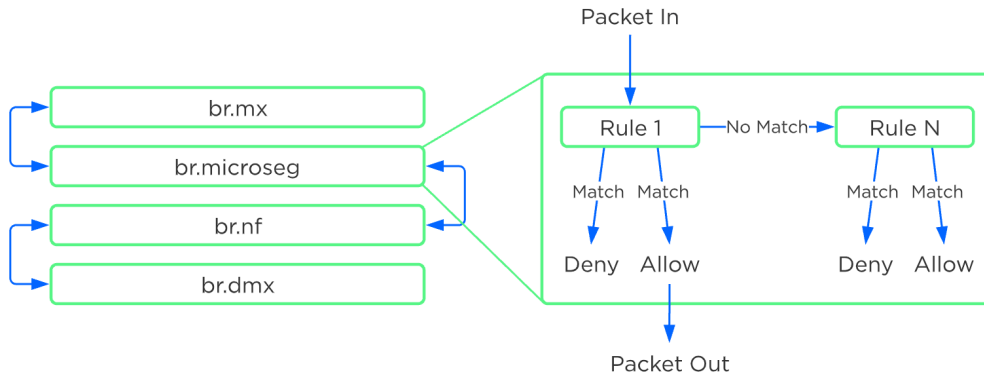 Packet In
br.mx
br.microseg
br.nf
br.dmx
Rule 1
No Match
Rule N
Match
Match
Match
Match
Deny
Allow
Deny
Allow
Packet Out